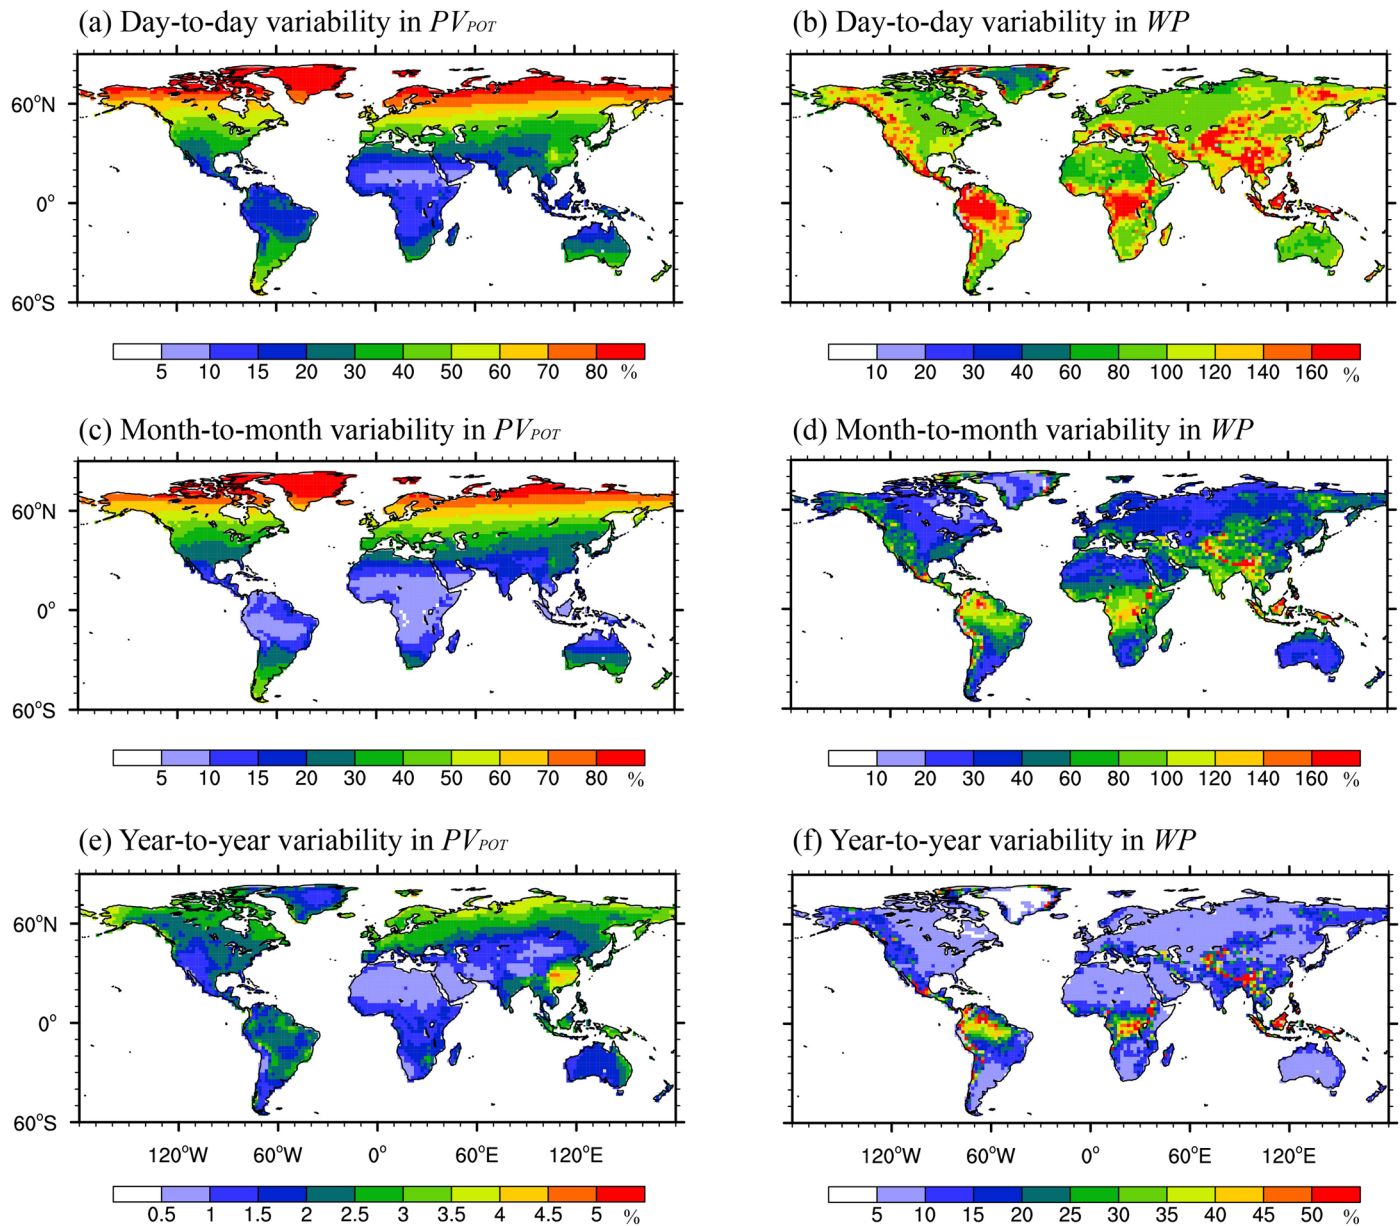 (a) Day-to-day variability in PV_POT
(b) Day-to-day variability in WP
60°N
0°
60°S
5 10 15 20 30 40 50 60 70 80 %
10 20 30 40 60 80 100 120 140 160 %
(c) Month-to-month variability in PV_POT
(d) Month-to-month variability in WP
60°N
0°
60°S
5 10 15 20 30 40 50 60 70 80 %
10 20 30 40 60 80 100 120 140 160 %
(e) Year-to-year variability in PV_POT
(f) Year-to-year variability in WP
60°N
0°
60°S
120°W 60°W 0° 60°E 120°E
120°W 60°W 0° 60°E 120°E
0.5 1 1.5 2 2.5 3 3.5 4 4.5 5 %
5 10 15 20 25 30 35 40 45 50 %